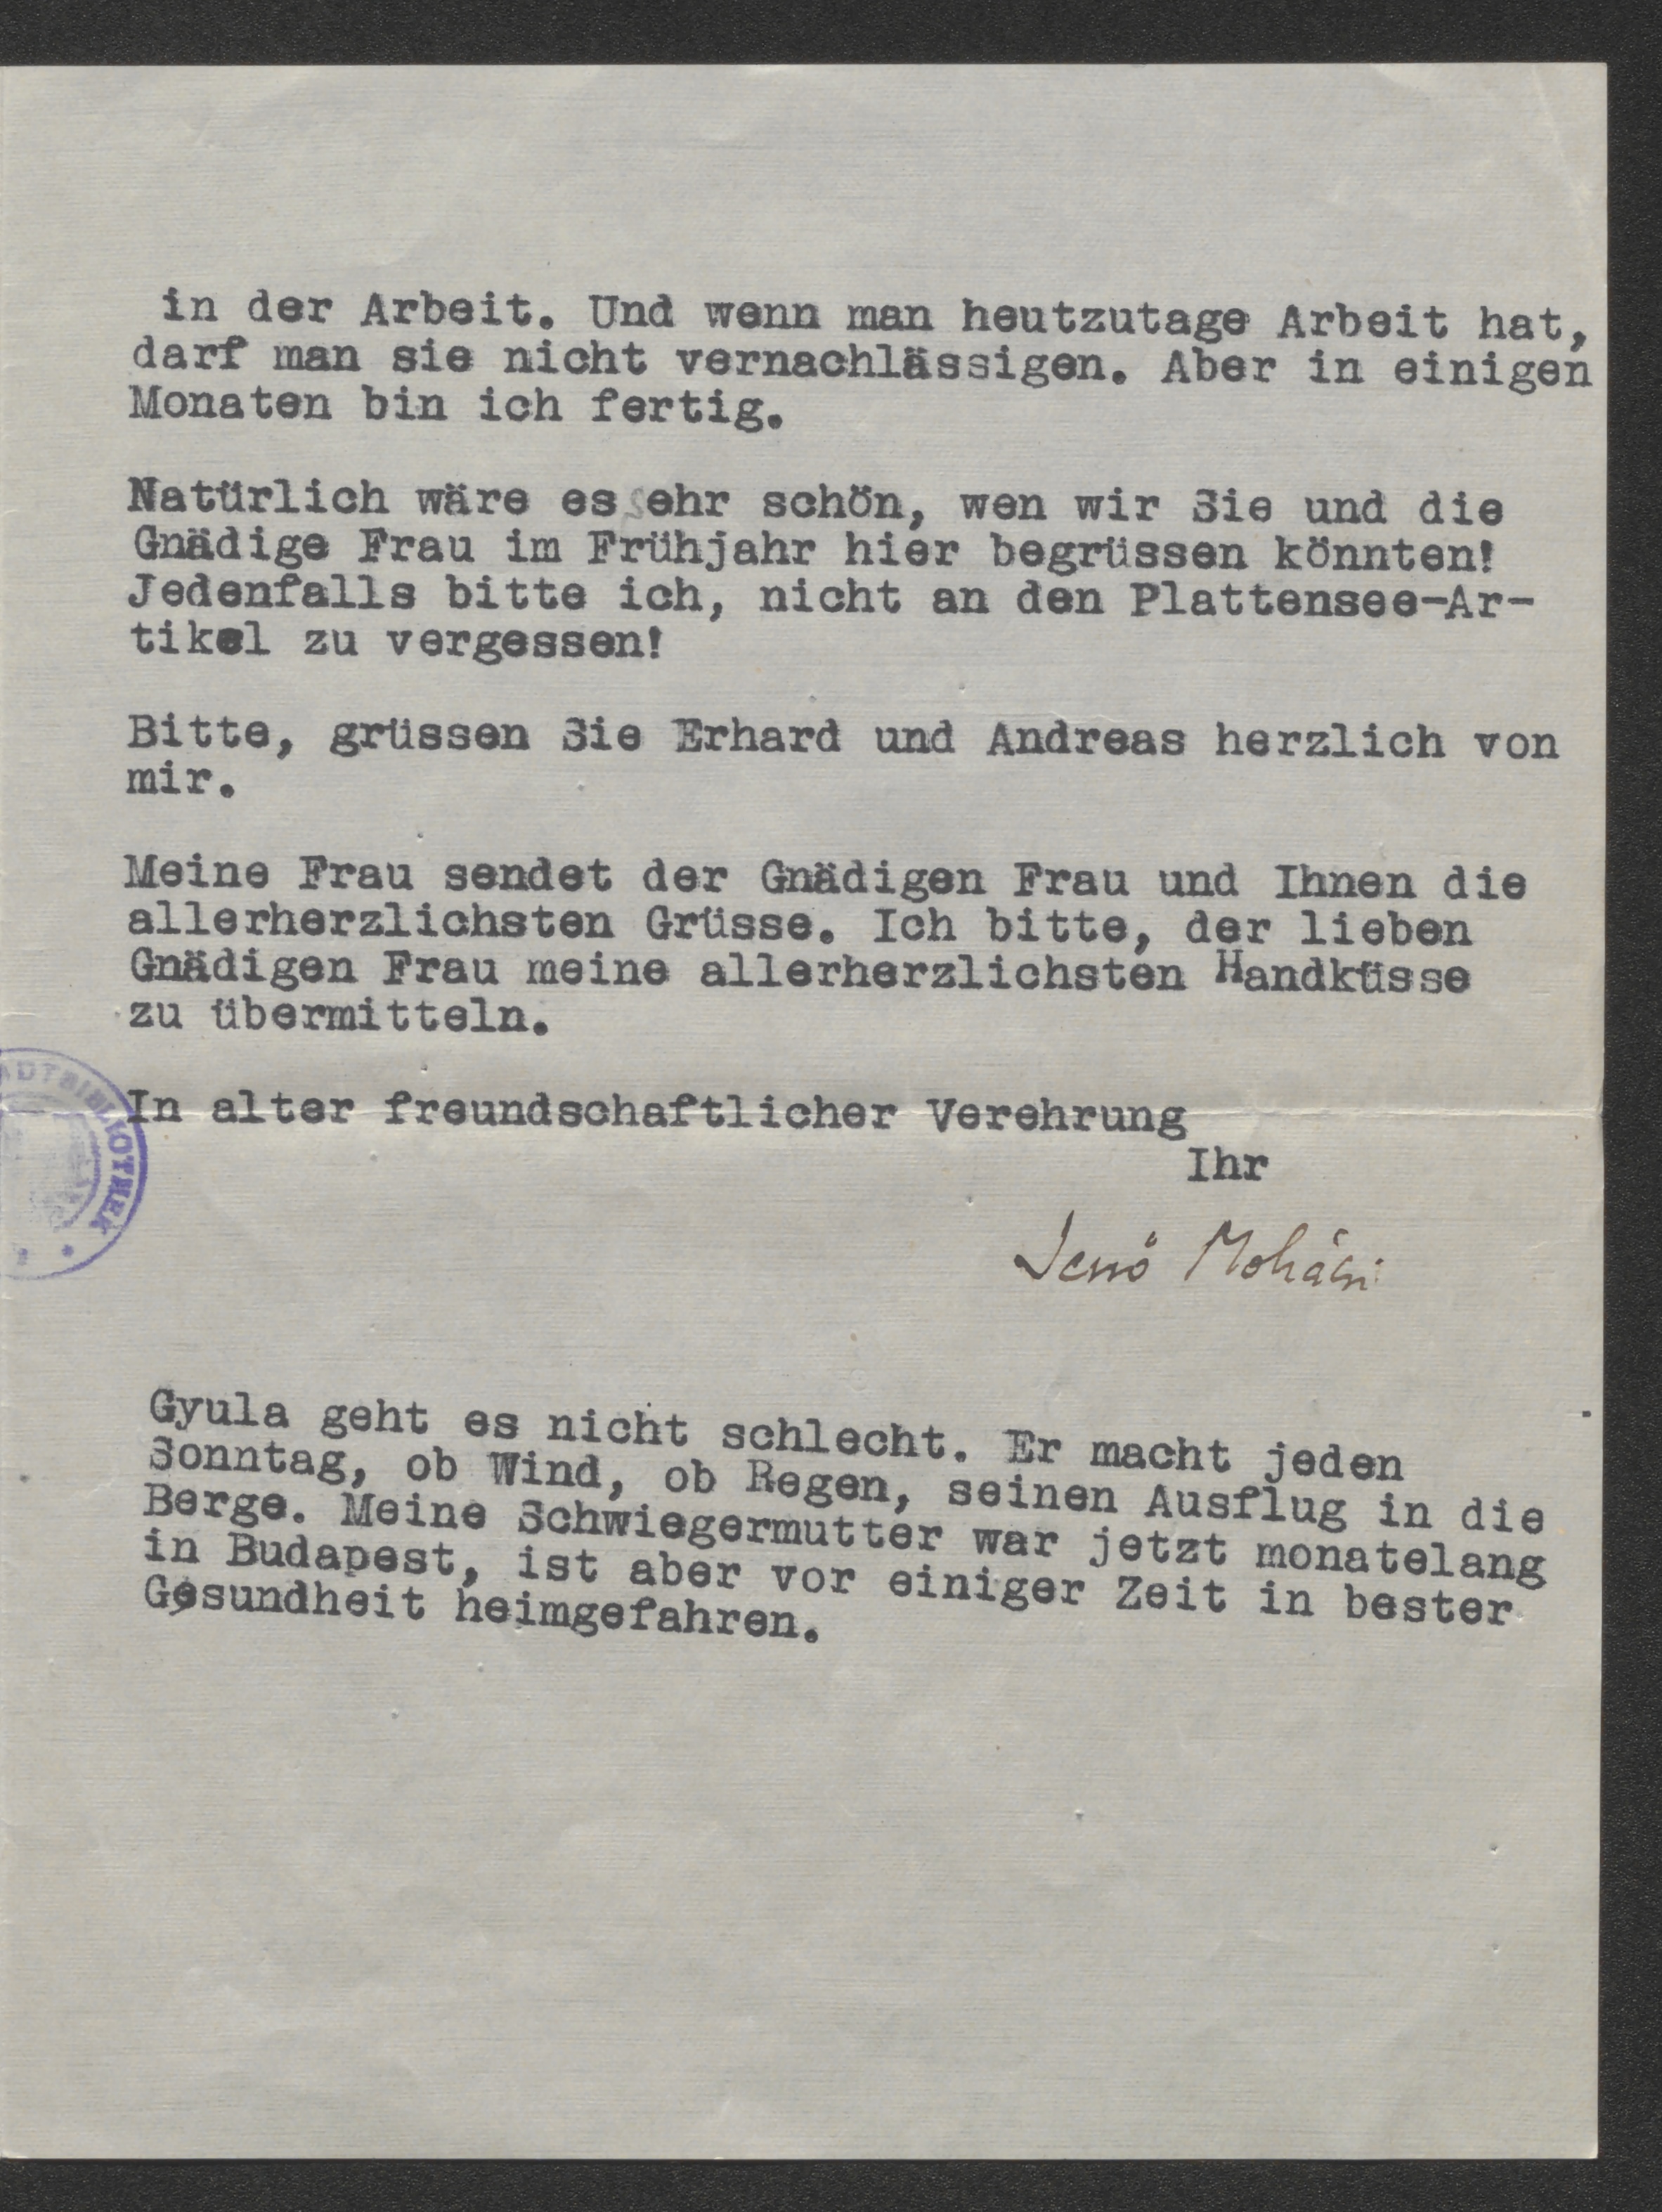 in der Arbeit. Und wenn man heutzutage Arbeit hat,
darf man sie nicht vernachlässigen. Aber in einigen
Monaten bin ich fertig.
Natürlich wäre es sehr schön, wen wir Sie und die
Gnädige Frau im Frühjahr hier begrüssen könnten!
Jedenfalls bitte ich, nicht an den Plattensee-Ar-
tikel zu vergessen!
Bitte, grüssen Sie Erhard und Andreas herzlich von
mir.
Meine Frau sendet der Gnädigen Frau und Ihnen die
allerherzlichsten Grüsse. Ich bitte, der lieben
Gnädigen Frau meine allerherzlichsten Handküsse
zu übermitteln.
In alter freundschaftlicher Verehrung
Ihr
Jenö Mohácsi
Gyula geht es nicht schlecht. Er macht jeden
Sonntag, ob Wind, ob Regen, seinen Ausflug in die
Berge. Meine Schwiegermutter war jetzt monatelang
in Budapest, ist aber vor einiger Zeit in bester
Gesundheit heimgefahren.